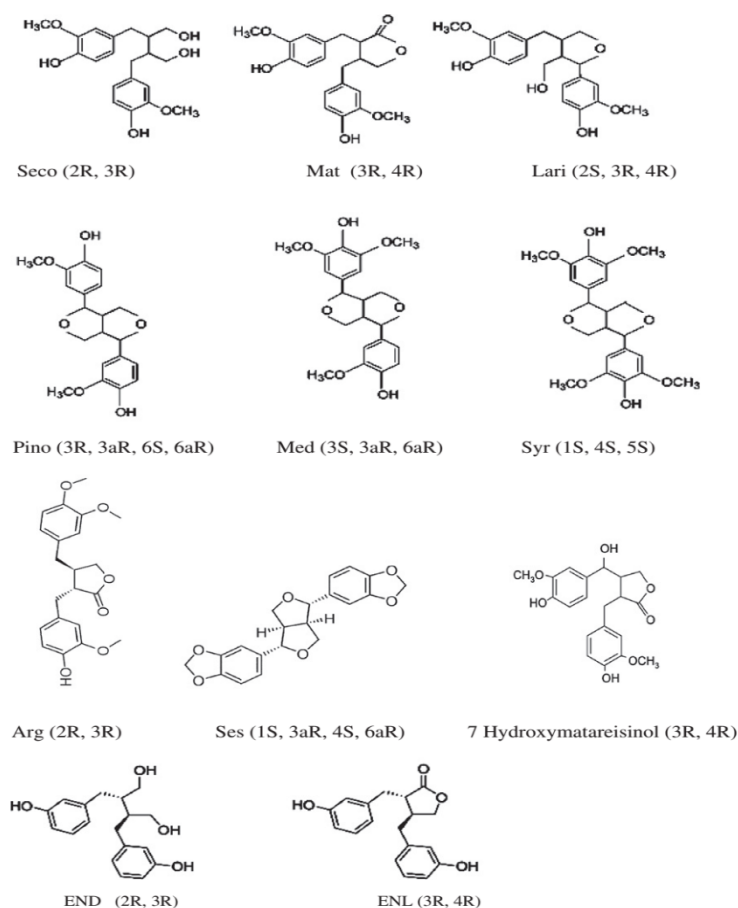 H₃CO OH OH HO OCH₃ OH
H₃CO O O HO OCH₃ OH
H₃CO O HO HO OCH₃ OH
Seco (2R, 3R) Mat (3R, 4R) Lari (2S, 3R, 4R)
OH H₃CO O O H₃CO OH
OH H₃CO OCH₃ O O H₃CO OH
OH H₃CO OCH₃ O O H₃CO OCH₃ OH
Pino (3R, 3aR, 6S, 6aR) Med (3S, 3aR, 6aR) Syr (1S, 4S, 5S)
O O O O O OH
O O O H H O O O
OH CH₃O HO O O OCH₃ OH
Arg (2R, 3R) Ses (1S, 3aR, 4S, 6aR) 7 Hydroxymatareisinol (3R, 4R)
OH HO OH OH
O HO O OH
END (2R, 3R) ENL (3R, 4R)